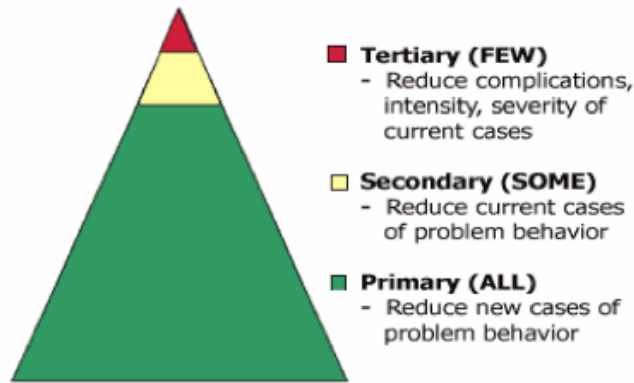 Tertiary (FEW)
- Reduce complications,
intensity, severity of
current cases
Secondary (SOME)
- Reduce current cases
of problem behavior
Primary (ALL)
- Reduce new cases of
problem behavior